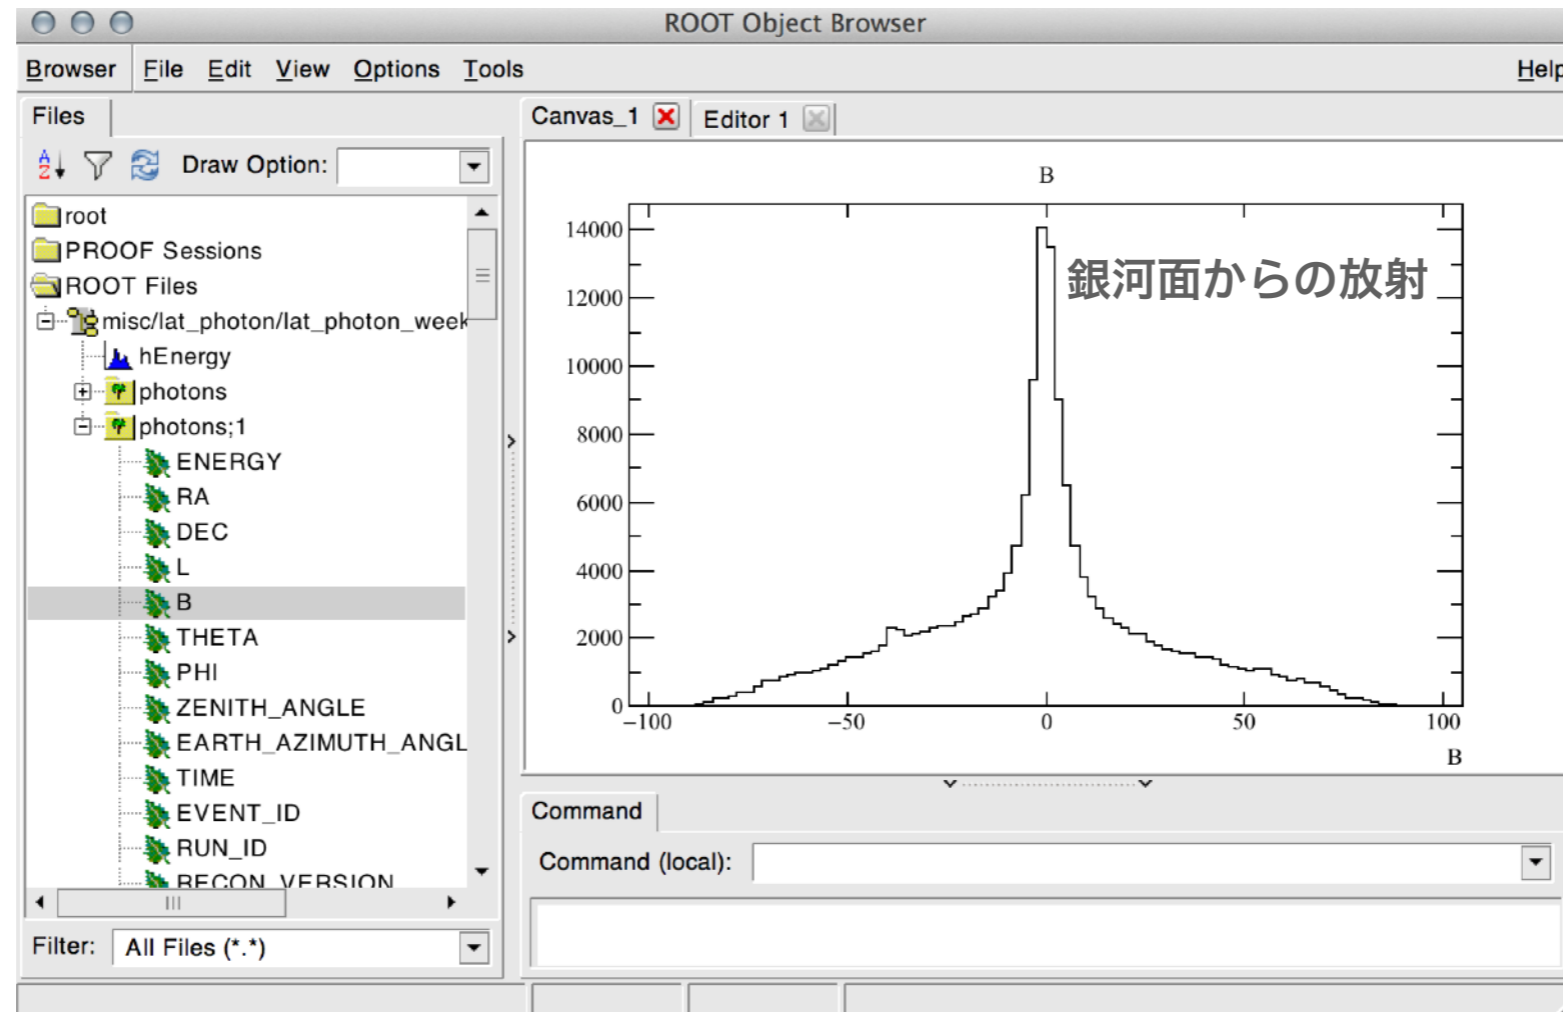 ROOT Object Browser
Browser File Edit View Options Tools Help
Files
Draw Option:
root
PROOF Sessions
ROOT Files
misc/lat_photon/lat_photon_week
hEnergy
photons
photons;1
ENERGY
RA
DEC
L
B
THETA
PHI
ZENITH_ANGLE
EARTH_AZIMUTH_ANGL
TIME
EVENT_ID
RUN_ID
RECON_VERSION
Filter: All Files (*.*)
Canvas_1 Editor 1
B
銀河面からの放射
14000
12000
10000
8000
6000
4000
2000
0
−100 −50 0 50 100
B
Command
Command (local):